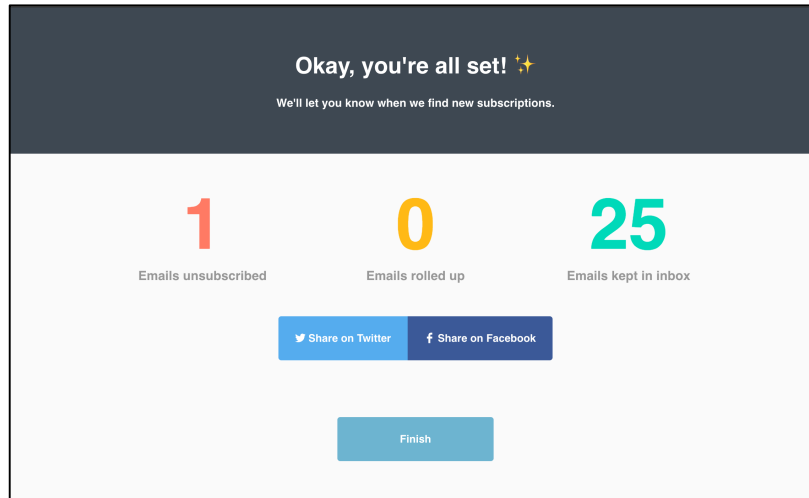 Okay, you're all set! ✨
We'll let you know when we find new subscriptions.
1
0
25
Emails unsubscribed
Emails rolled up
Emails kept in inbox
Share on Twitter
Share on Facebook
Finish